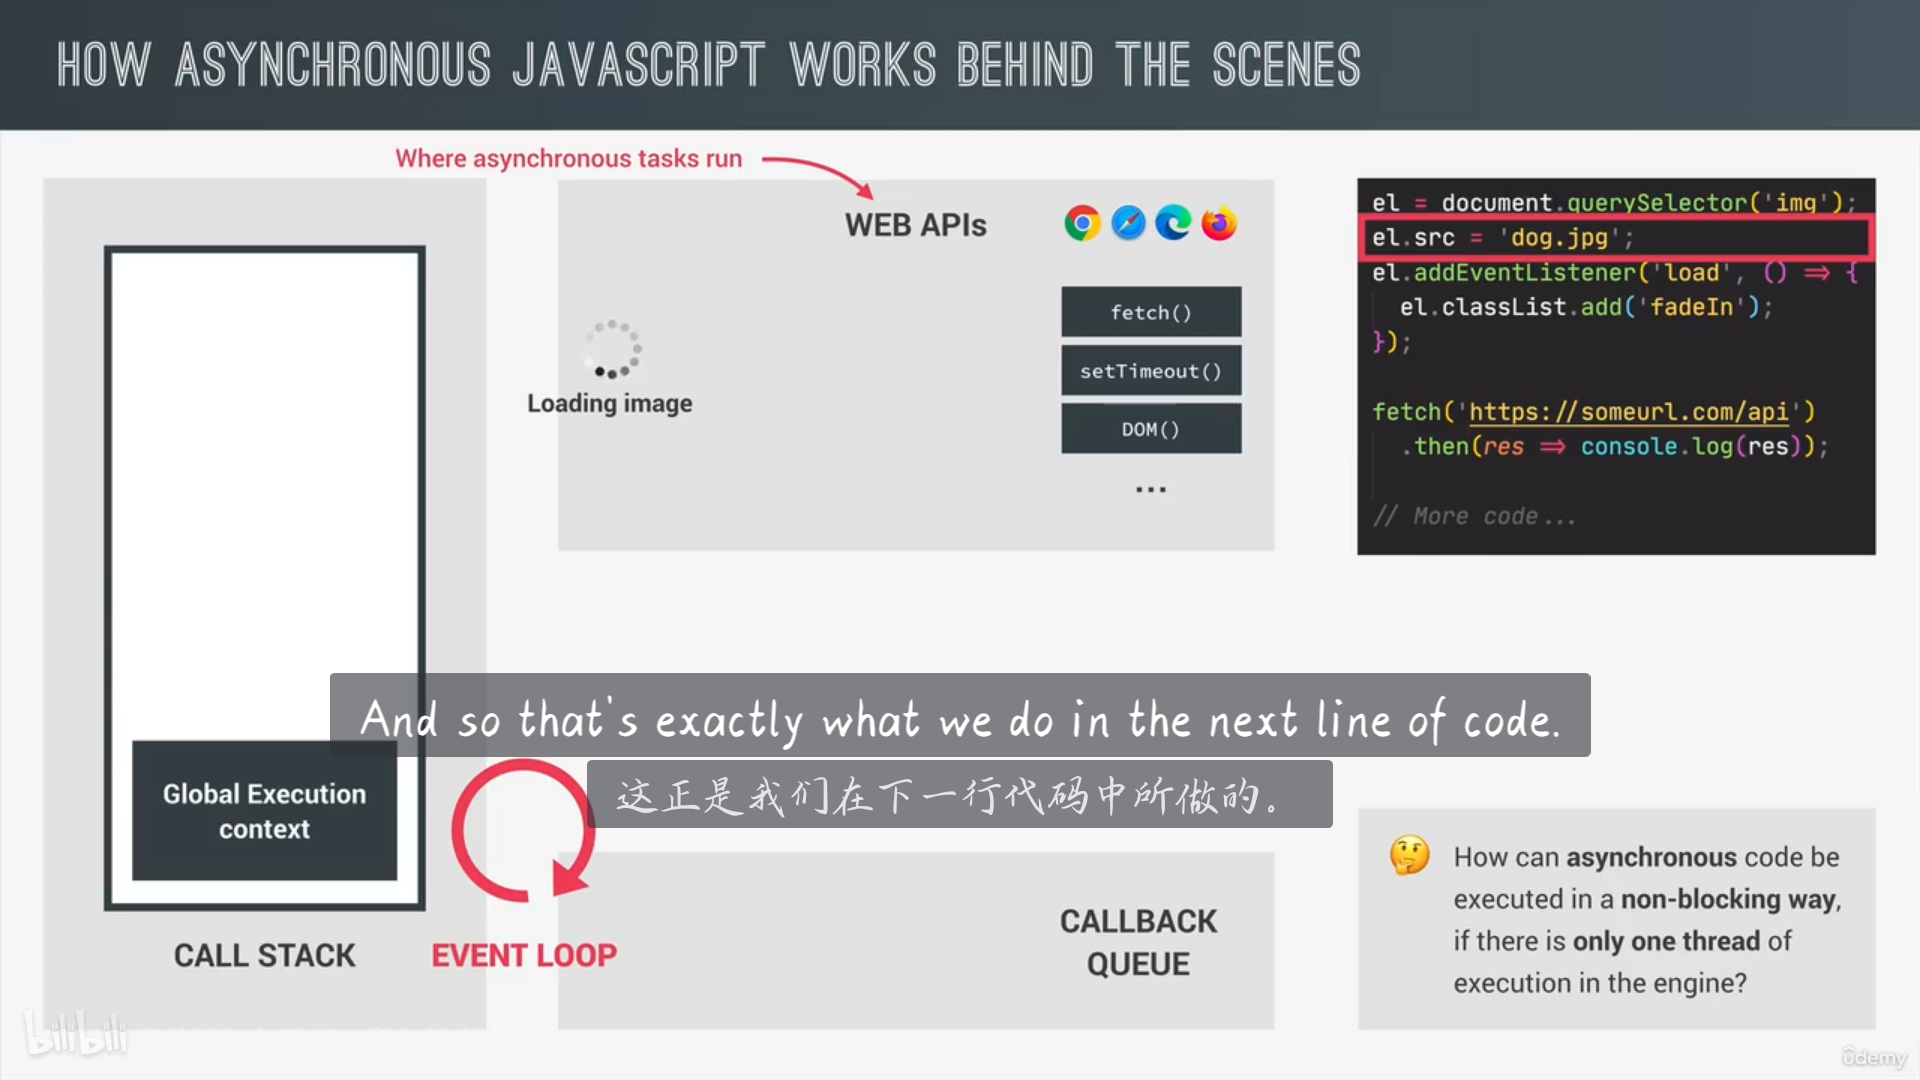 HOW ASYNCHRONOUS JAVASCRIPT WORKS BEHIND THE SCENES
Where asynchronous tasks run
WEB APIs
fetch()
setTimeout()
DOM()
...
Loading image
el = document.querySelector('img');
el.src = 'dog.jpg';
el.addEventListener('load', () => {
el.classList.add('fadeIn');
});
fetch('https://someurl.com/api')
.then(res => console.log(res));
// More code...
And so that's exactly what we do in the next line of code.
这正是我们在下一行代码中所做的。
Global Execution
context
CALL STACK
EVENT LOOP
CALLBACK
QUEUE
How can asynchronous code be
executed in a non-blocking way,
if there is only one thread of
execution in the engine?
bilibili
ûdemy